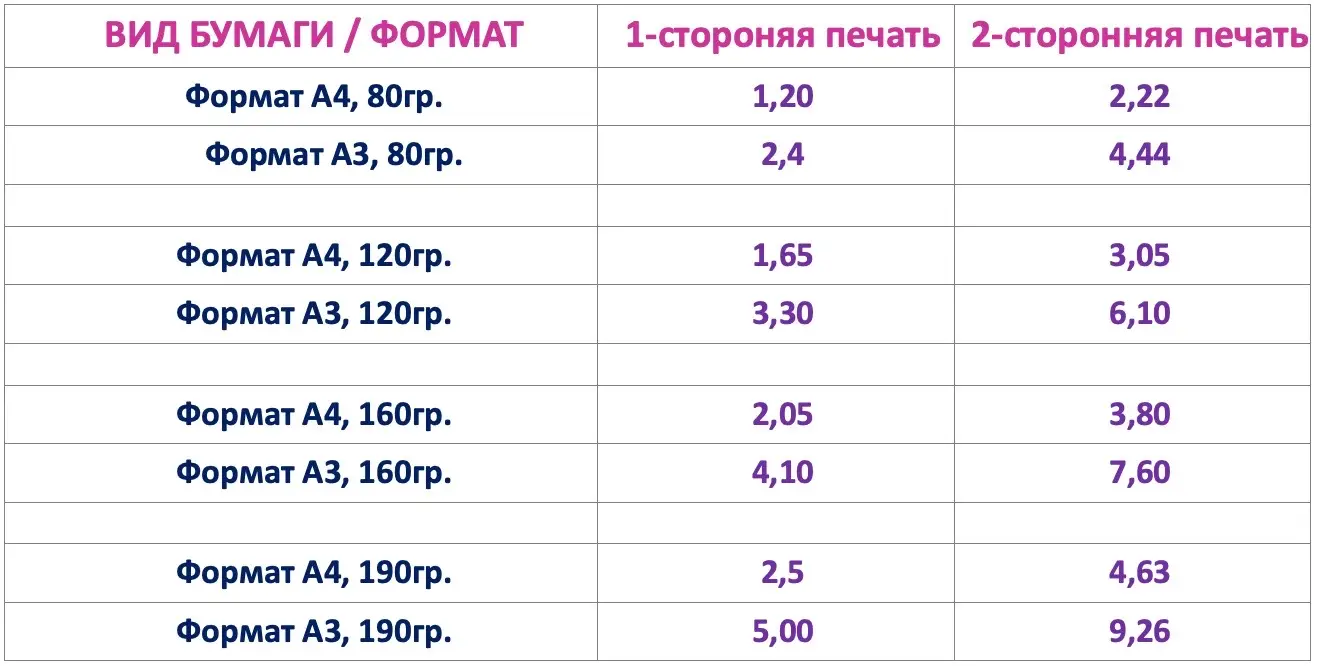 ВИД БУМАГИ / ФОРМАТ 1-стороняя печать 2-сторонняя печать
Формат А4, 80гр. 1,20 2,22
Формат А3, 80гр. 2,4 4,44
Формат А4, 120гр. 1,65 3,05
Формат А3, 120гр. 3,30 6,10
Формат А4, 160гр. 2,05 3,80
Формат А3, 160гр. 4,10 7,60
Формат А4, 190гр. 2,5 4,63
Формат А3, 190гр. 5,00 9,26